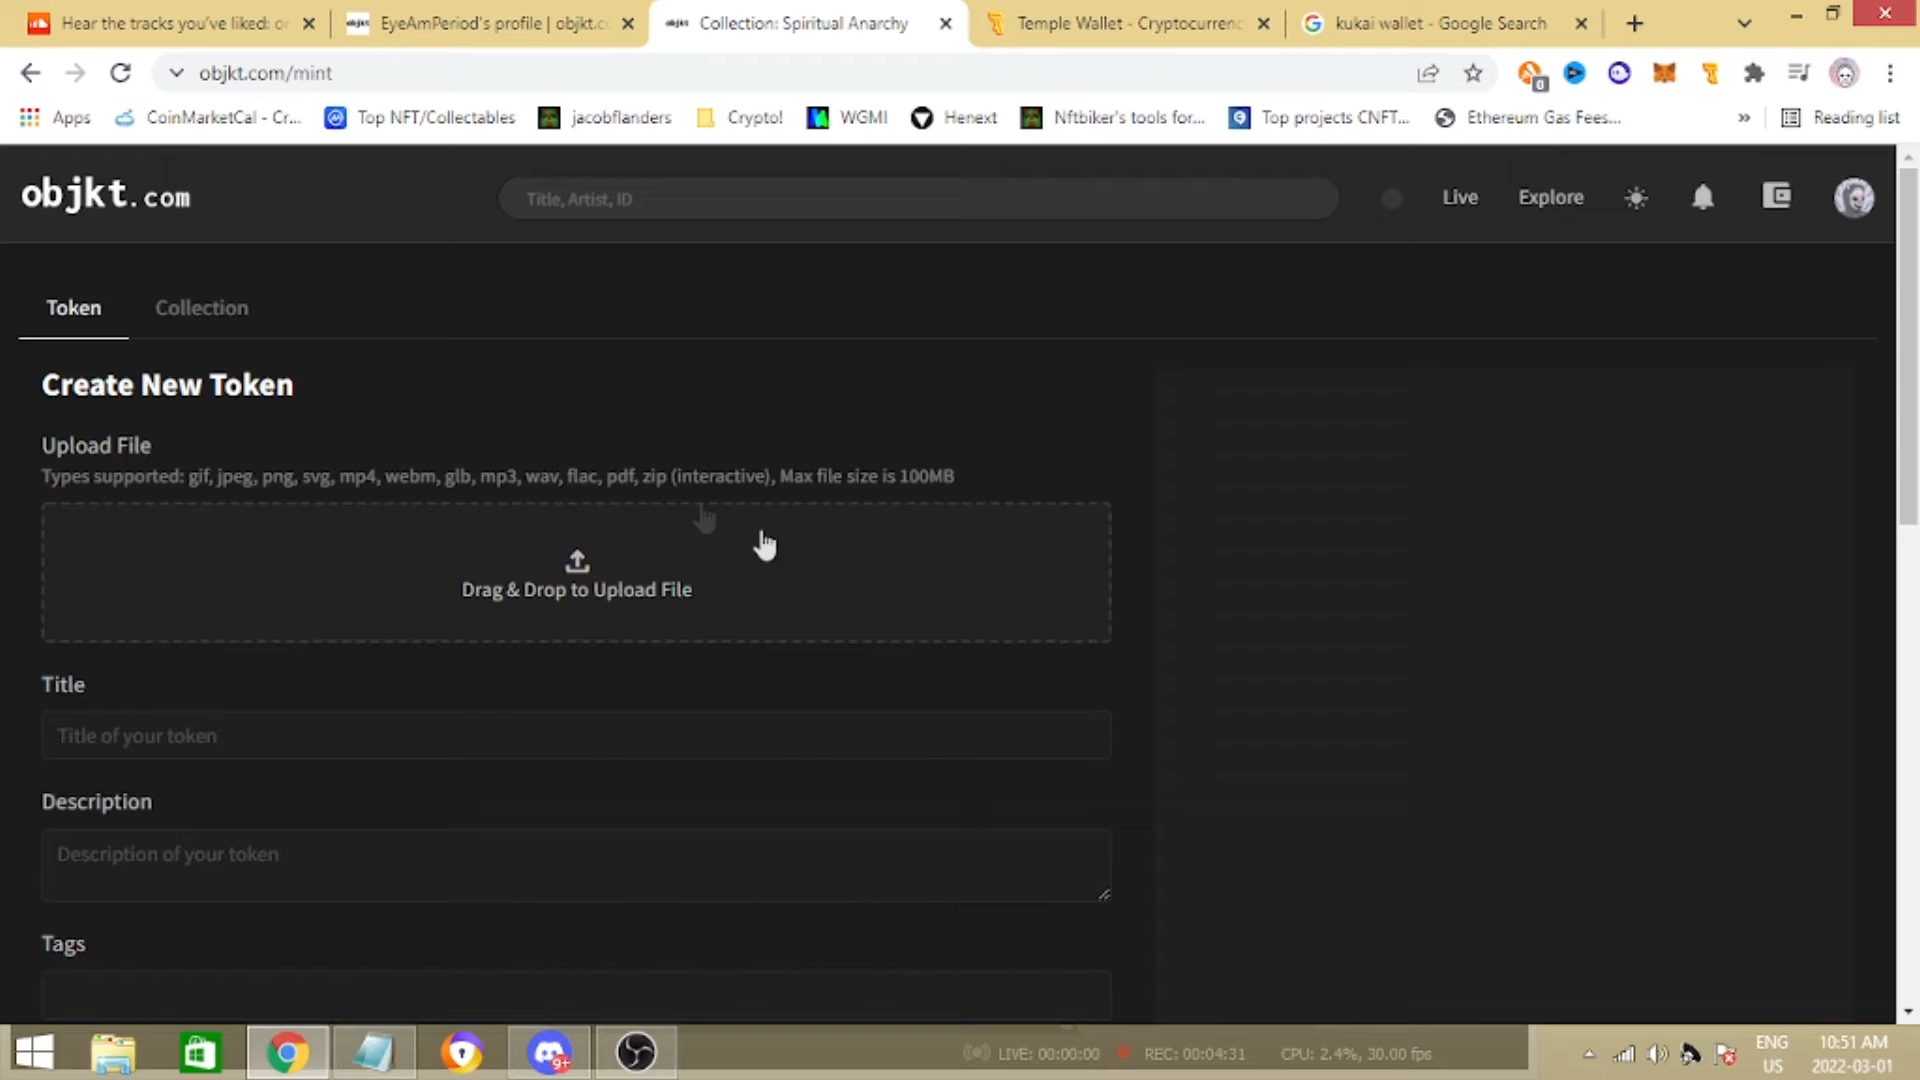 Hear the tracks you've liked: or
EyeAmPeriod's profile | objkt.c
Collection: Spiritual Anarchy
Temple Wallet - Cryptocurrenc
kukai wallet - Google Search
objkt.com/mint
0
Apps
CoinMarketCal - Cr...
Top NFT/Collectables
jacobflanders
Crypto!
WGMI
Henext
Nftbiker's tools for...
Top projects CNFT...
Ethereum Gas Fees...
»
Reading list
objkt.com
Title, Artist, ID
Live
Explore
Token
Collection
Create New Token
Upload File
Types supported: gif, jpeg, png, svg, mp4, webm, glb, mp3, wav, flac, pdf, zip (interactive), Max file size is 100MB
Drag & Drop to Upload File
Title
Title of your token
Description
Description of your token
Tags
9+
LIVE: 00:00:00
REC: 00:04:31
CPU: 2.4%, 30.00 fps
ENG
US
10:51 AM
2022-03-01